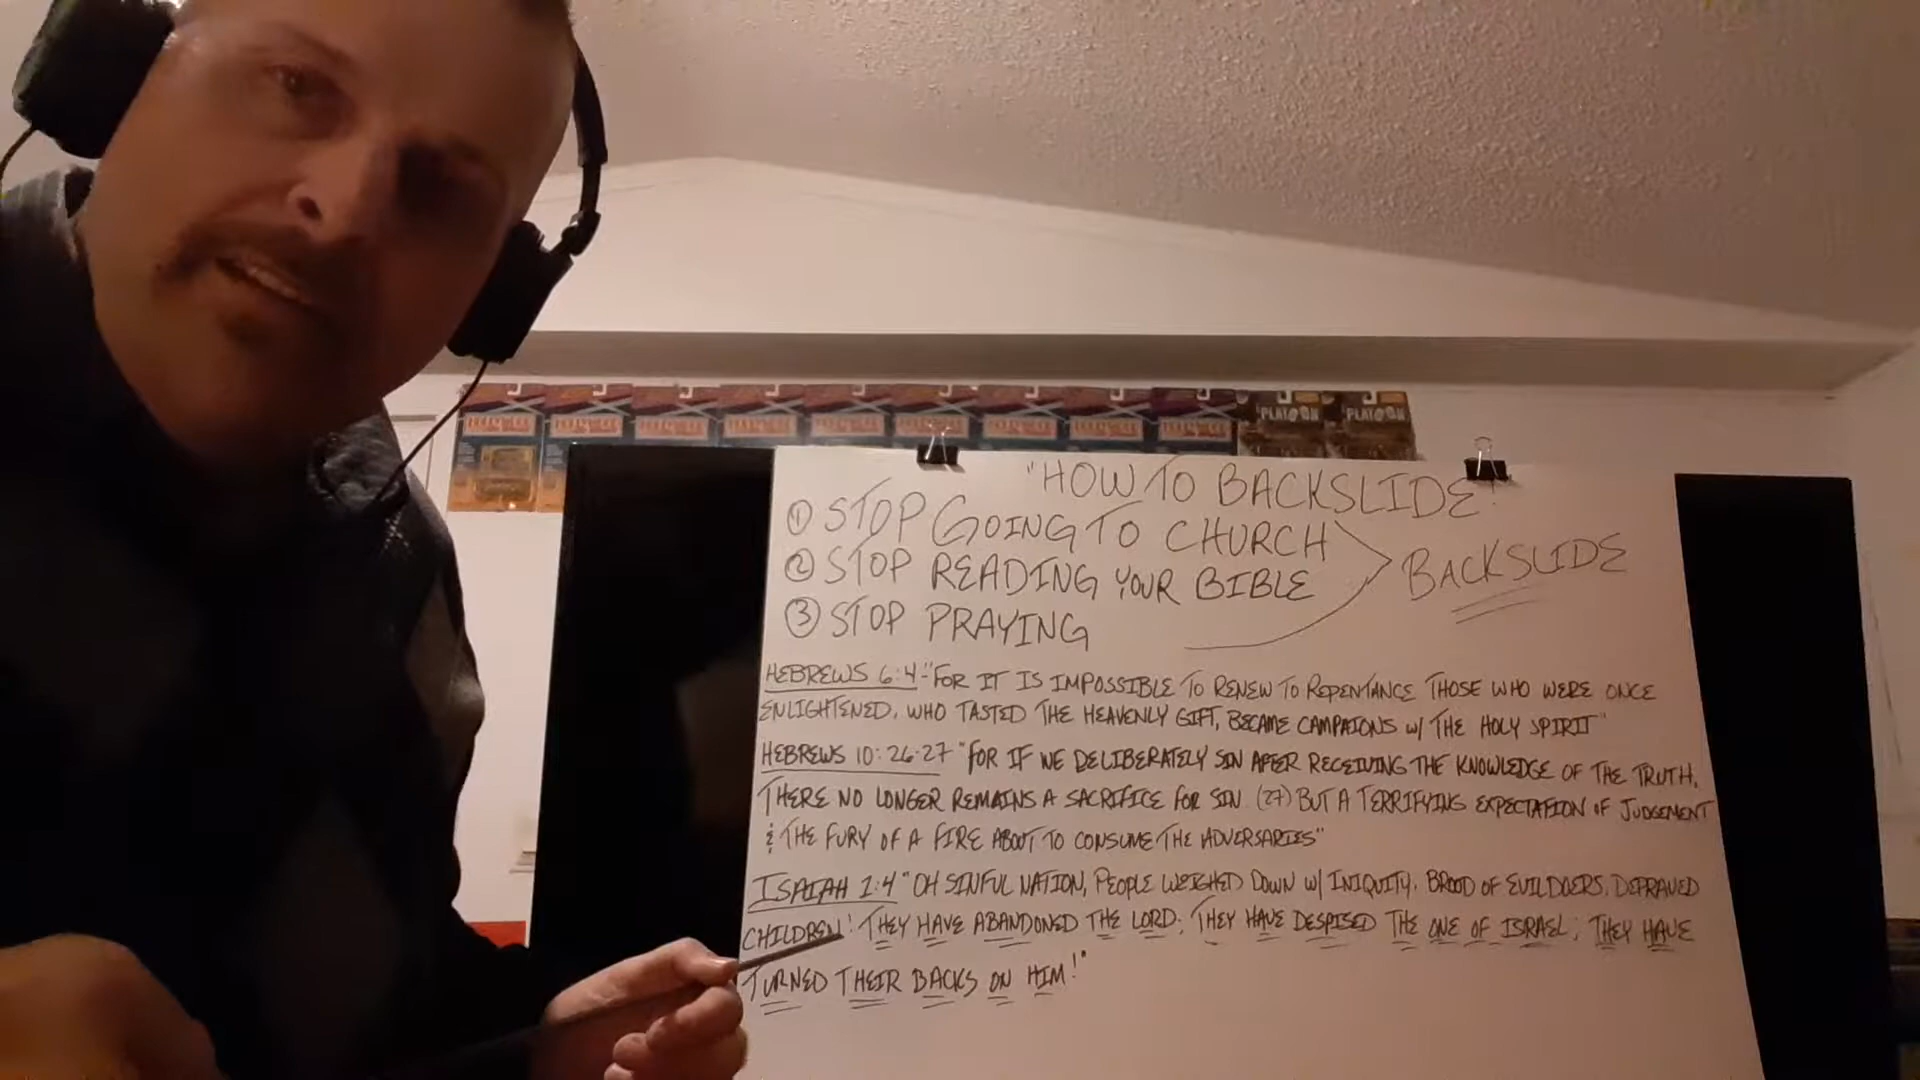 PLATOON PLATOON
"HOW TO BACKSLIDE"
① STOP GOING TO CHURCH
② STOP READING YOUR BIBLE
③ STOP PRAYING
BACKSLIDE
HEBREWS 6:4-"FOR IT IS IMPOSSIBLE TO RENEW TO REPENTANCE THOSE WHO WERE ONCE
ENLIGHTENED, WHO TASTED THE HEAVENLY GIFT, BECAME CAMPAIONS W/ THE HOLY SPIRIT"
HEBREWS 10:26-27 "FOR IF WE DELIBERATELY SIN AFTER RECEIVING THE KNOWLEDGE OF THE TRUTH,
THERE NO LONGER REMAINS A SACRIFICE FOR SIN (27) BUT A TERRIFYING EXPECTATION OF JUDGEMENT
& THE FURY OF A FIRE ABOUT TO CONSUME THE ADVERSARIES"
ISAIAH 1:4 "OH SINFUL NATION, PEOPLE WEIGHED DOWN W/ INIQUITY, BROOD OF EVILDOERS, DEPRAVED
CHILDREN! THEY HAVE ABANDONED THE LORD; THEY HAVE DESPISED THE ONE OF ISRAEL; THEY HAVE
TURNED THEIR BACKS ON HIM!"